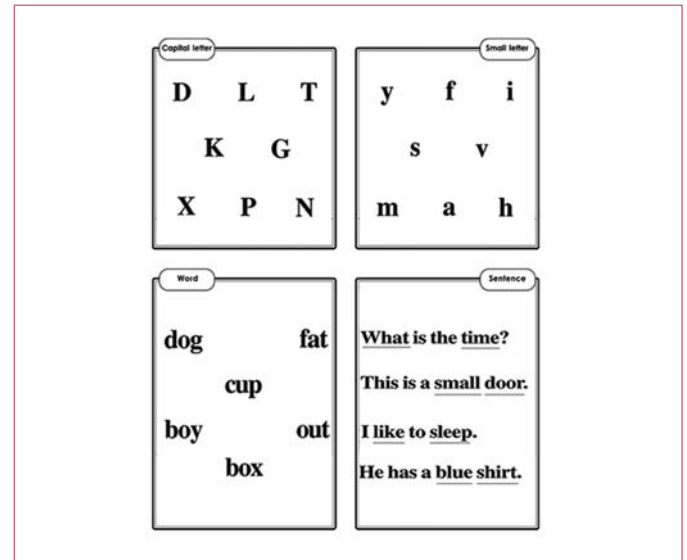 Capital letter
D L T
K G
X P N
Small letter
y f i
s v
m a h
Word
dog fat
cup
boy out
box
Sentence
What is the time?
This is a small door.
I like to sleep.
He has a blue shirt.